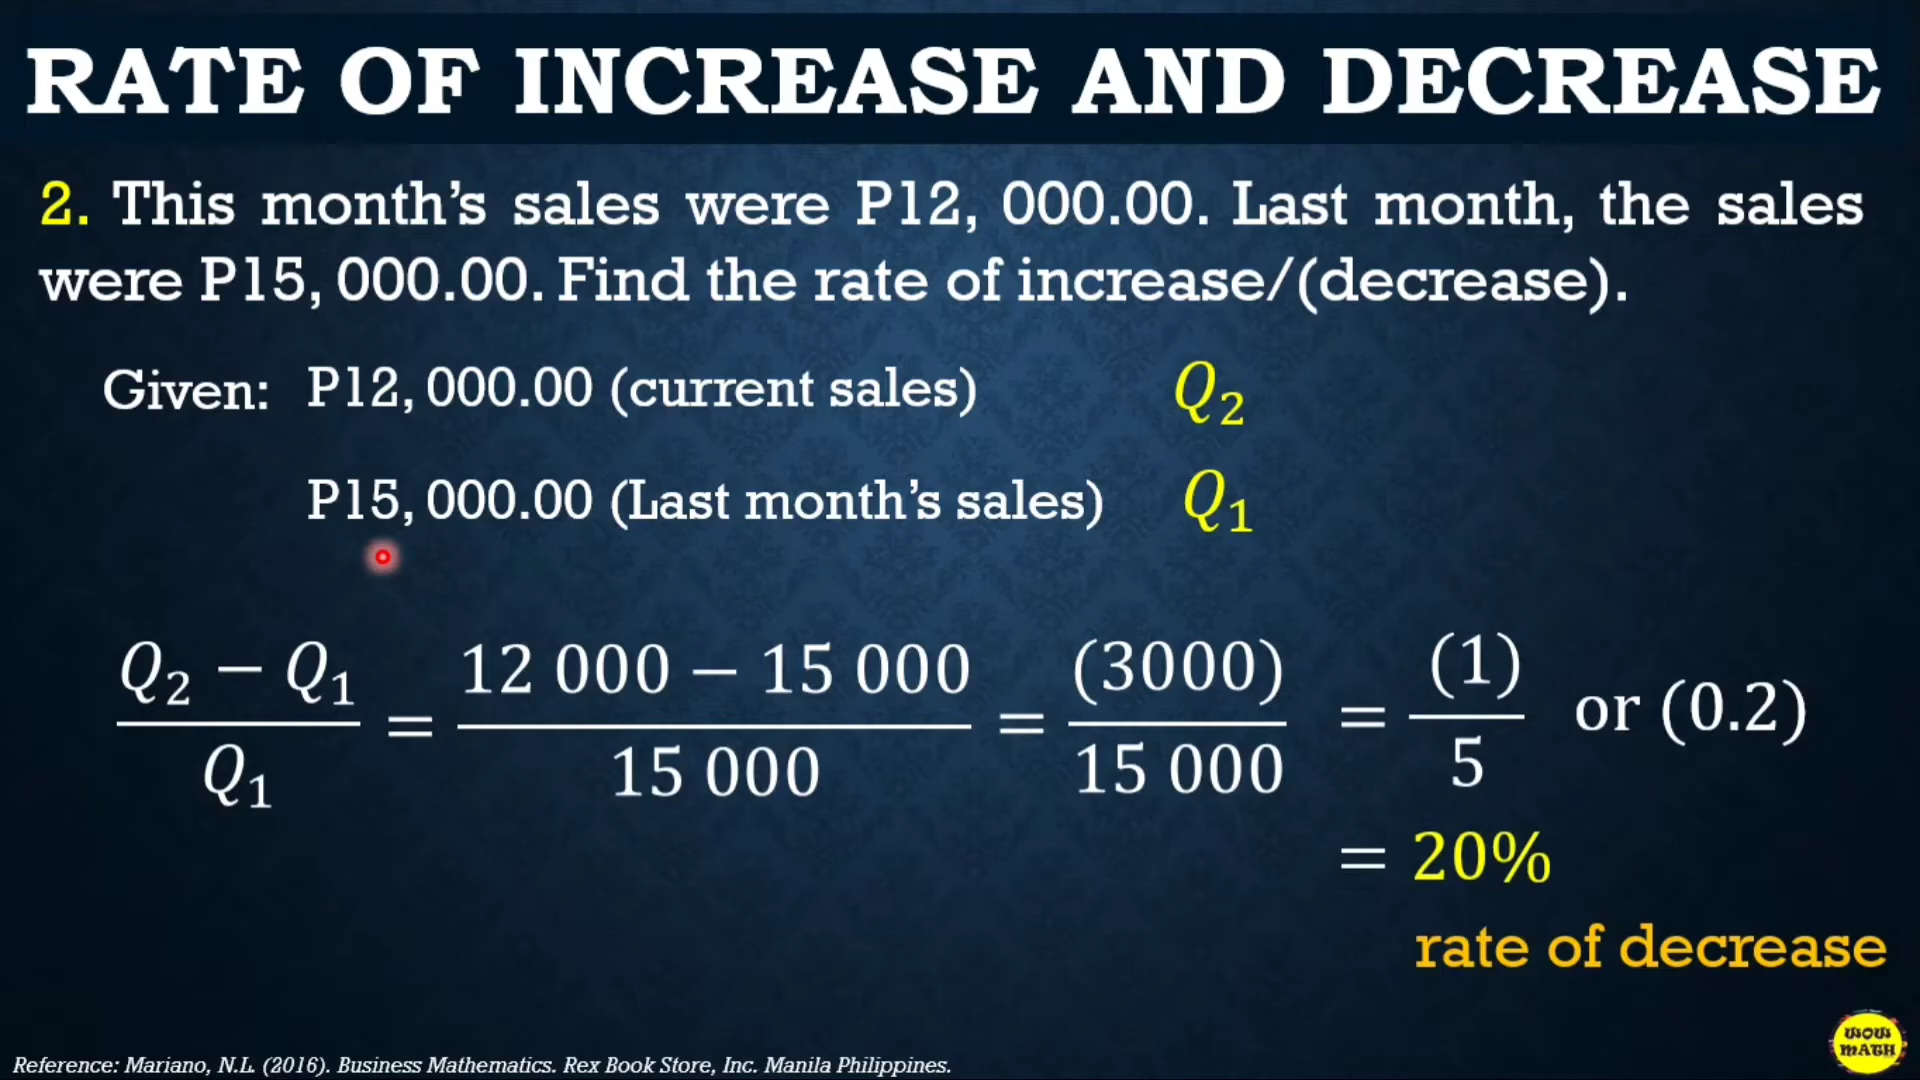 RATE OF INCREASE AND DECREASE
2. This month's sales were P12, 000.00. Last month, the sales
were P15, 000.00. Find the rate of increase/(decrease).
Given: P12, 000.00 (current sales) Q₂
P15, 000.00 (Last month's sales) Q₁
Q₂ − Q₁ / Q₁ = 12 000 − 15 000 / 15 000 = (3000) / 15 000 = (1) / 5 or (0.2)
= 20%
rate of decrease
WOW
MATH
Reference: Mariano, N.L. (2016). Business Mathematics. Rex Book Store, Inc. Manila Philippines.